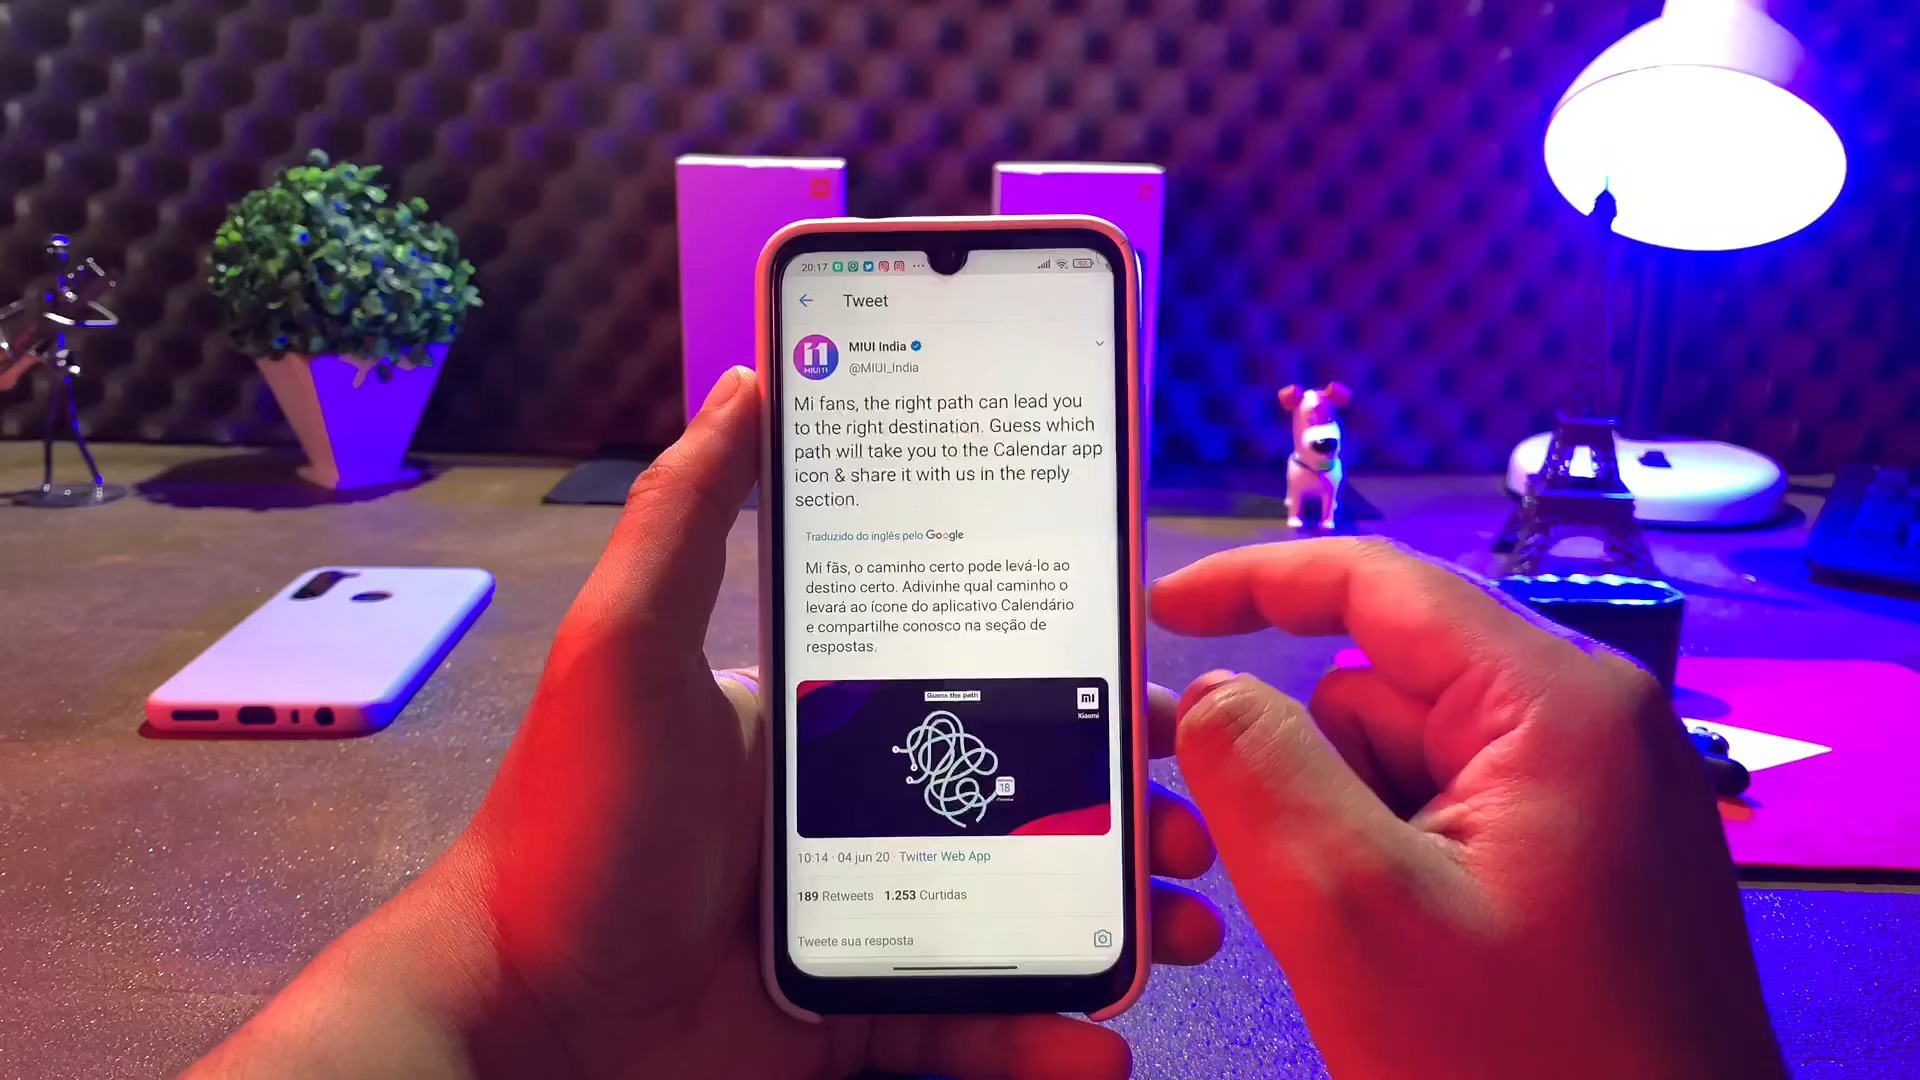 20:17
Tweet
MIUI India
@MIUI_India
Mi fans, the right path can lead you
to the right destination. Guess which
path will take you to the Calendar app
icon & share it with us in the reply
section.
Traduzido do inglês pelo Google
Mi fãs, o caminho certo pode levá-lo ao
destino certo. Adivinhe qual caminho o
levará ao ícone do aplicativo Calendário
e compartilhe conosco na seção de
respostas.
Guess the path
mi
Xiaomi
18
10:14 · 04 jun 20 · Twitter Web App
189 Retweets 1.253 Curtidas
Tweete sua resposta
11
MIUI 11